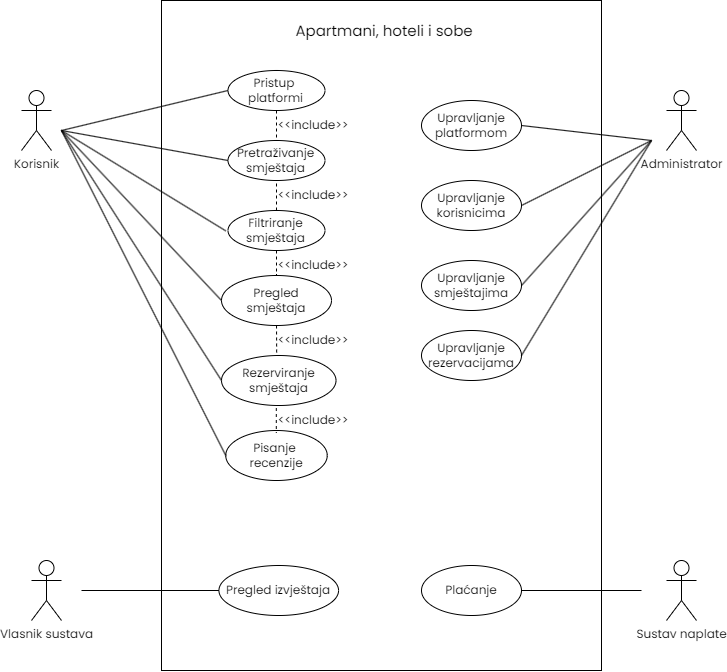 Apartmani, hoteli i sobe
Korisnik
Pristup
platformi
<<include>>
Pretraživanje
smještaja
<<include>>
Filtriranje
smještaja
<<include>>
Pregled
smještaja
<<include>>
Rezerviranje
smještaja
<<include>>
Pisanje
recenzije
Upravljanje
platformom
Upravljanje
korisnicima
Upravljanje
smještajima
Upravljanje
rezervacijama
Administrator
Vlasnik sustava
Pregled izvještaja
Plaćanje
Sustav naplate